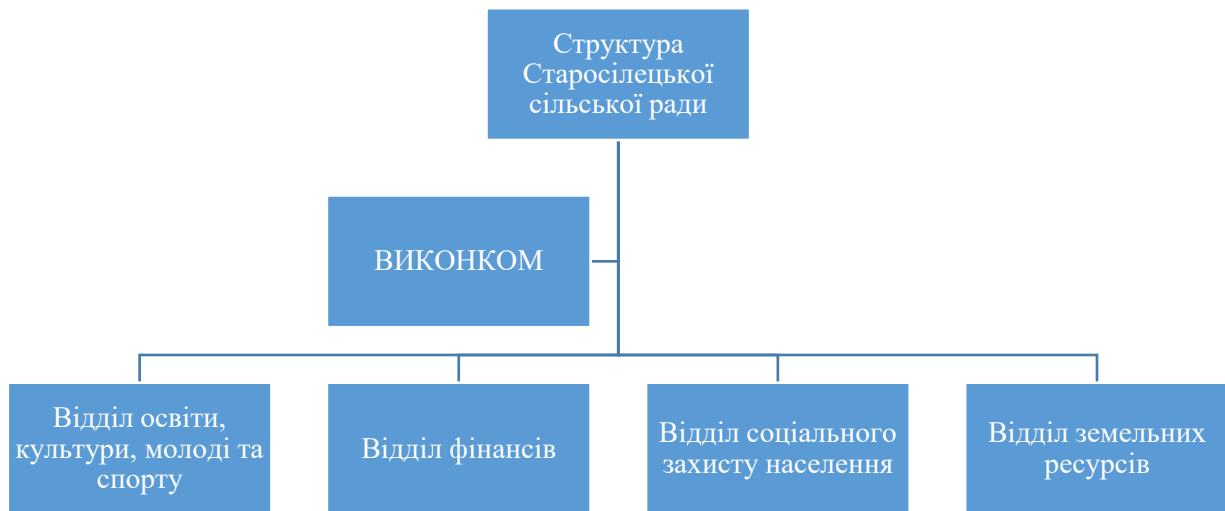 Структура
Старосілецької
сільської ради
ВИКОНКОМ
Відділ освіти,
культури, молоді та
спорту
Відділ фінансів
Відділ соціального
захисту населення
Відділ земельних
ресурсів